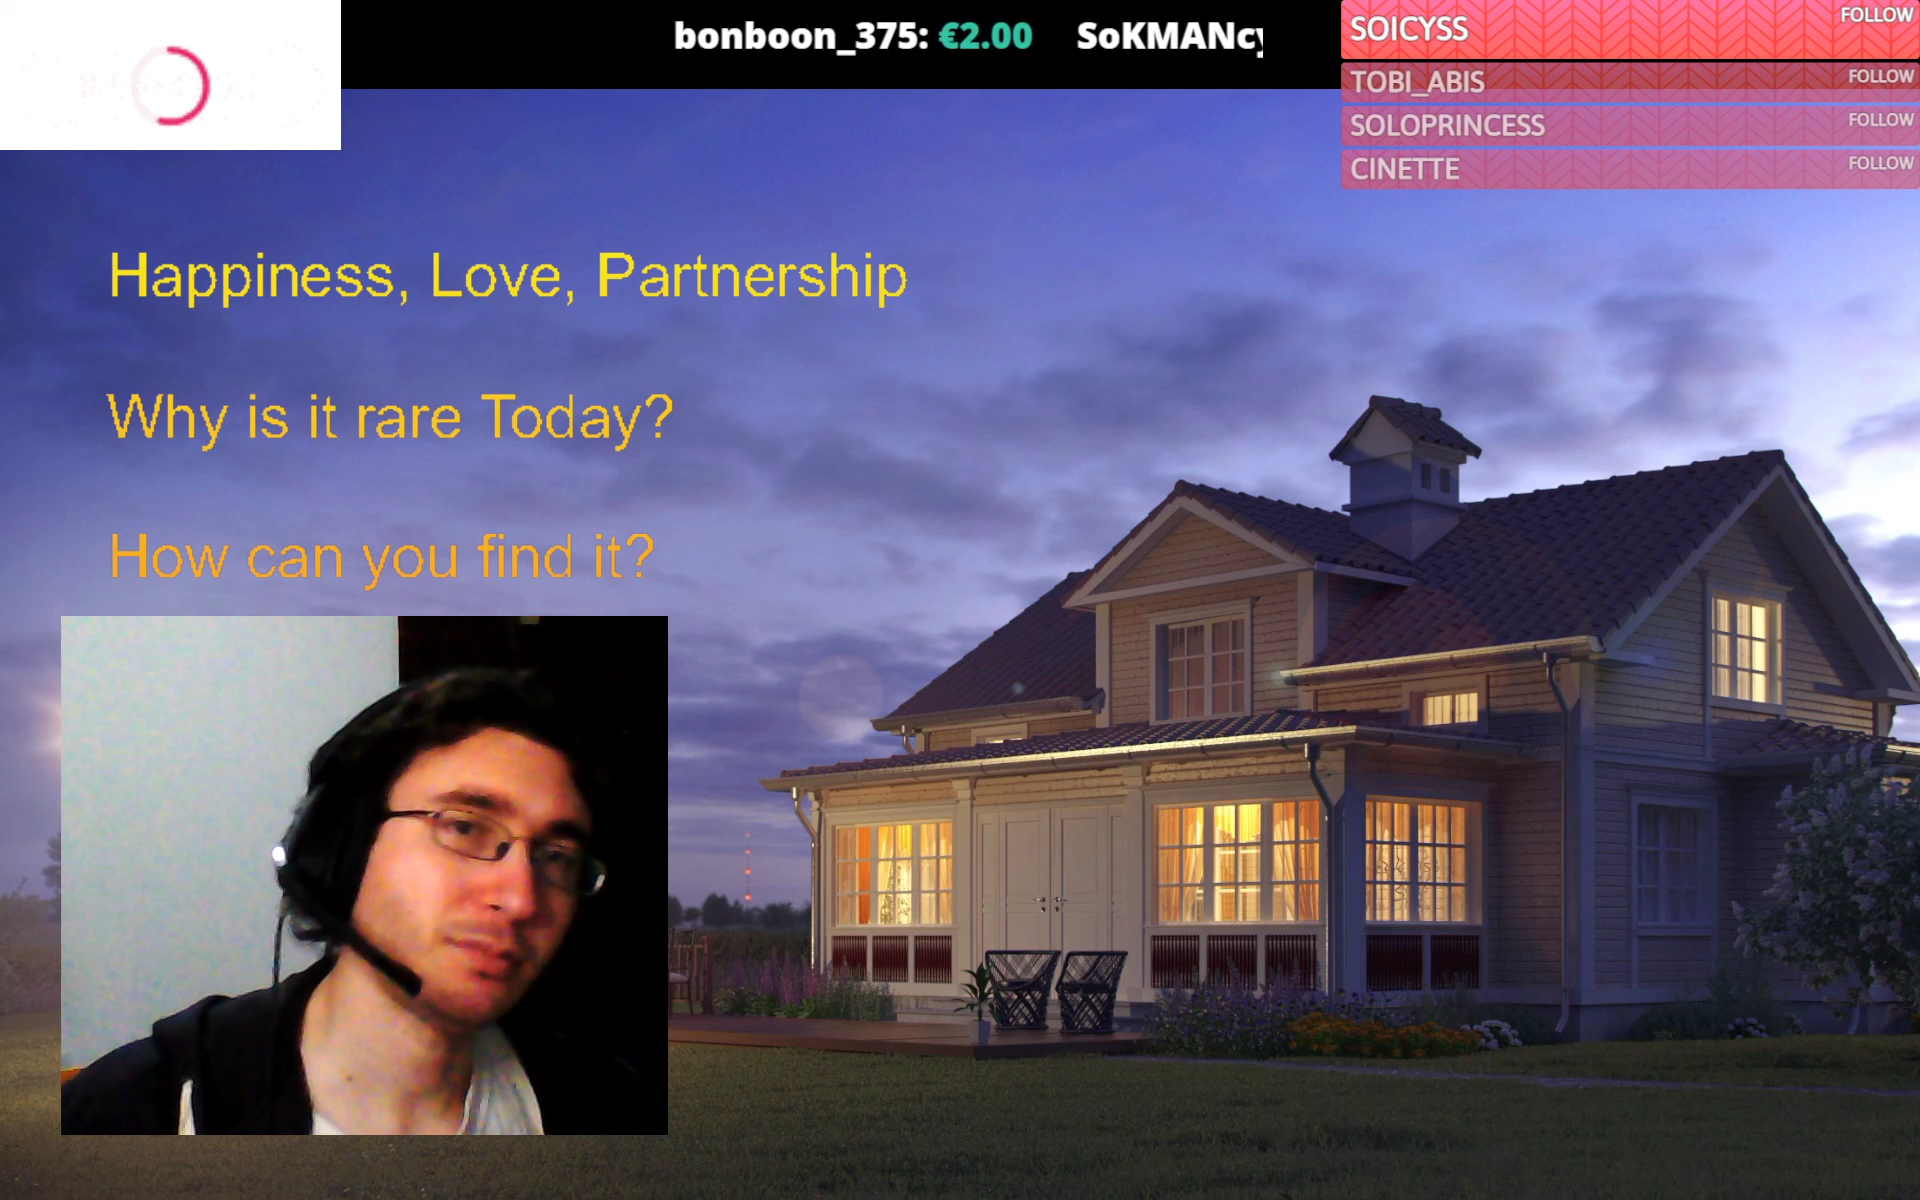 bonboon_375: €2.00 SoKMANcy
SOICYSS FOLLOW
TOBI_ABIS FOLLOW
SOLOPRINCESS FOLLOW
CINETTE FOLLOW
Happiness, Love, Partnership
Why is it rare Today?
How can you find it?